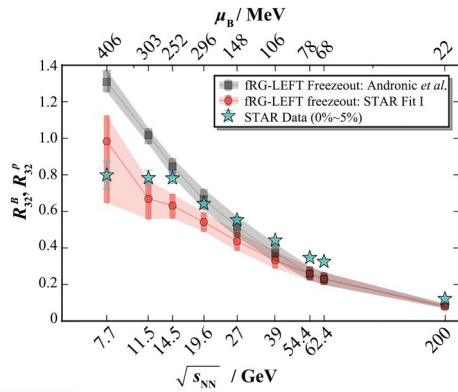 μB / MeV
406 303 252 296 148 106 78 68 22
1.4
fRG-LEFT Freezeout: Andronic et al.
fRG-LEFT freezeout: STAR Fit I
STAR Data (0%~5%)
1.2
1.0
0.8
0.6
0.4
0.2
0.0
R32^B, R32^p
7.7 11.5 14.5 19.6 27 39 54.4 62.4 200
√sNN / GeV